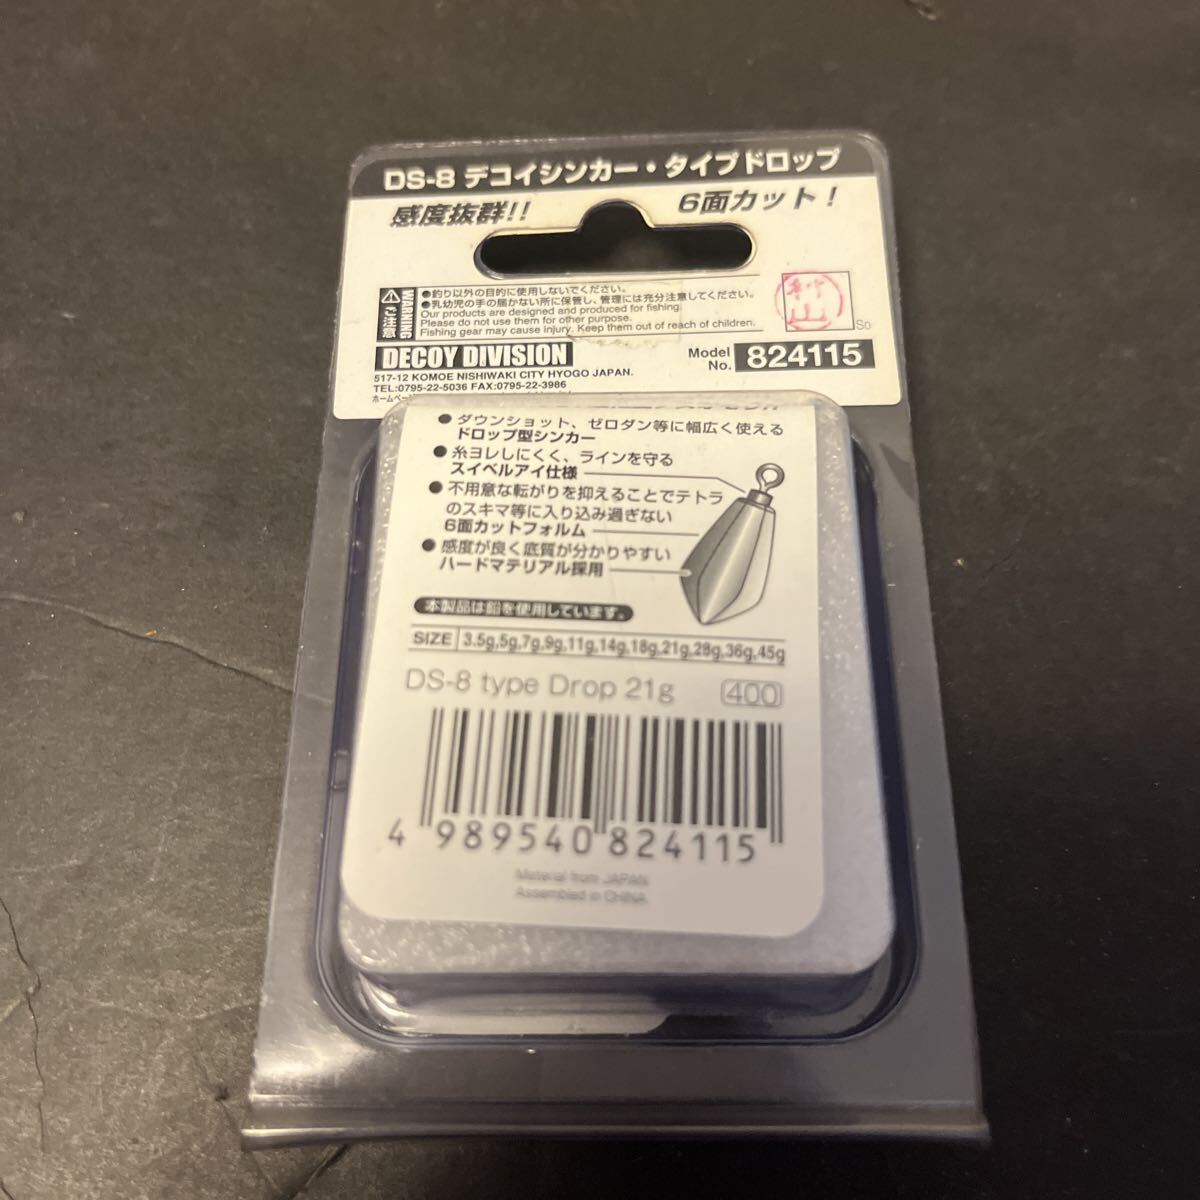 DS-8 デコイシンカー・タイプドロップ
感度抜群!! 6面カット!
WARNING
ご注意
●釣り以外の目的に使用しないでください。
●乳幼児の手の届かない所に保管し、管理には充分注意してください。
Our products are designed and produced for fishing.
Please do not use them for other purpose.
Fishing gear may cause injury. Keep them out of reach of children.
山
So
DECOY DIVISION
Model No. 824115
517-12 KOMOE NISHIWAKI CITY HYOGO JAPAN.
TEL:0795-22-5036 FAX:0795-22-3986
ホームページ
●ダウンショット、ゼロダン等に幅広く使える
ドロップ型シンカー
●糸ヨレしにくく、ラインを守る
スイベルアイ仕様
●不用意な転がりを抑えることでテトラ
のスキマ等に入り込み過ぎない
6面カットフォルム
●感度が良く底質が分かりやすい
ハードマテリアル採用
本製品は鉛を使用しています。
SIZE 3.5g,5g,7g,9g,11g,14g,18g,21g,28g,36g,45g
DS-8 type Drop 21g 400
4 989540 824115
Material from JAPAN
Assembled in CHINA